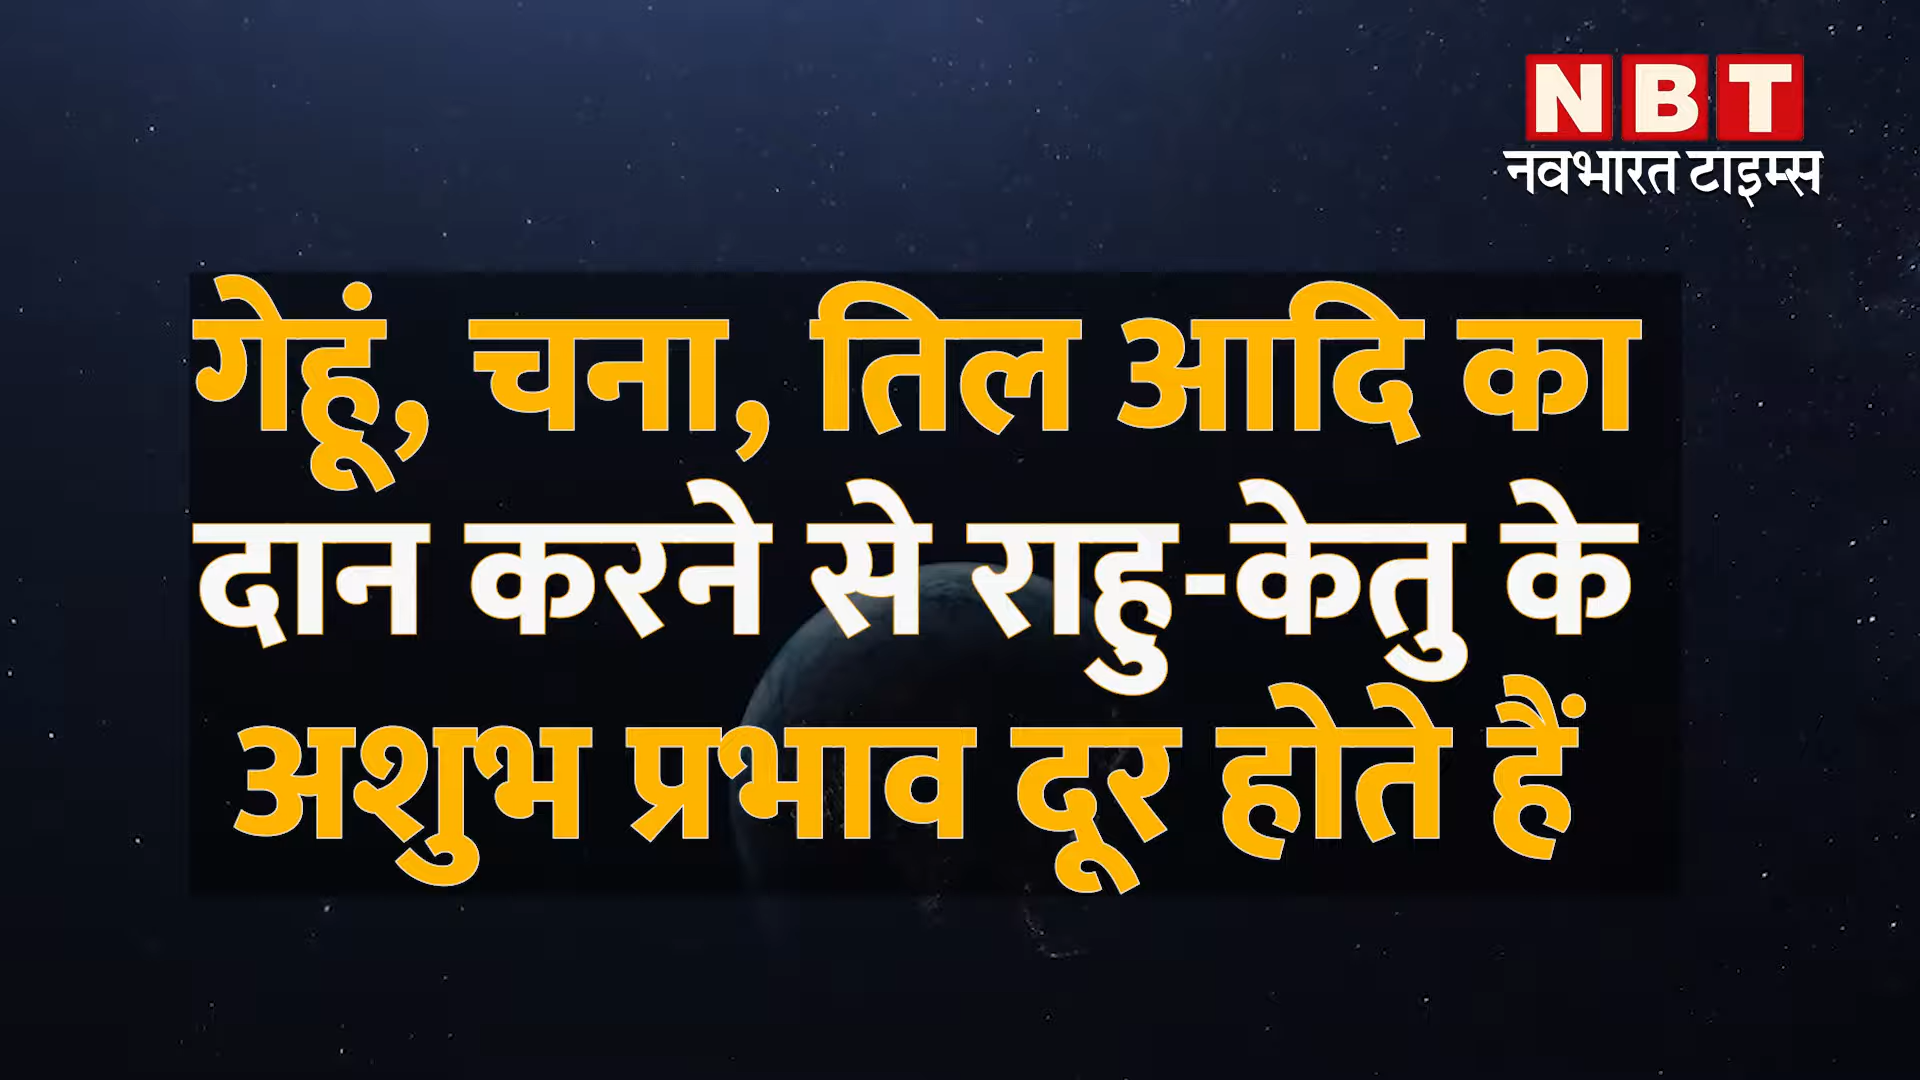 NBT
नवभारत टाइम्स
गेहूं, चना, तिल आदि का
दान करने से राहु-केतु के
अशुभ प्रभाव दूर होते हैं